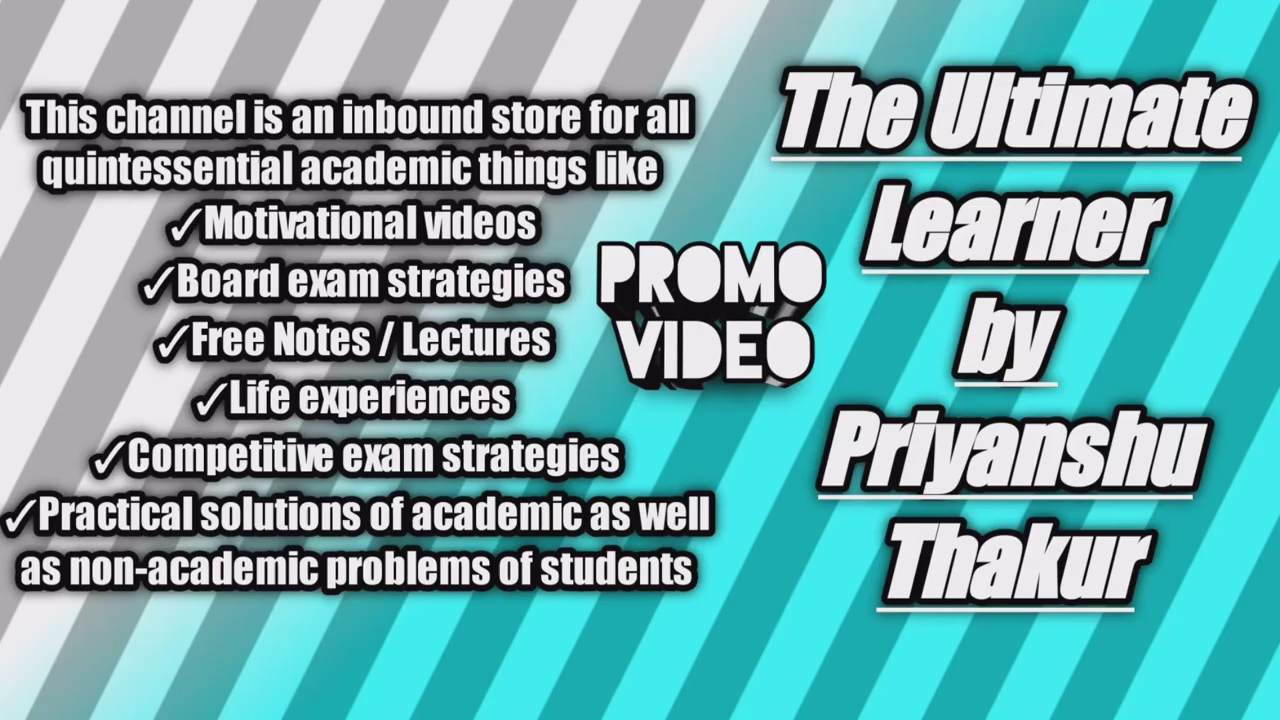 This channel is an inbound store for all
quintessential academic things like
✓Motivational videos
✓Board exam strategies
✓Free Notes / Lectures
✓Life experiences
✓Competitive exam strategies
✓Practical solutions of academic as well
as non-academic problems of students
PROMO
VIDEO
The Ultimate
Learner
by
Priyanshu
Thakur